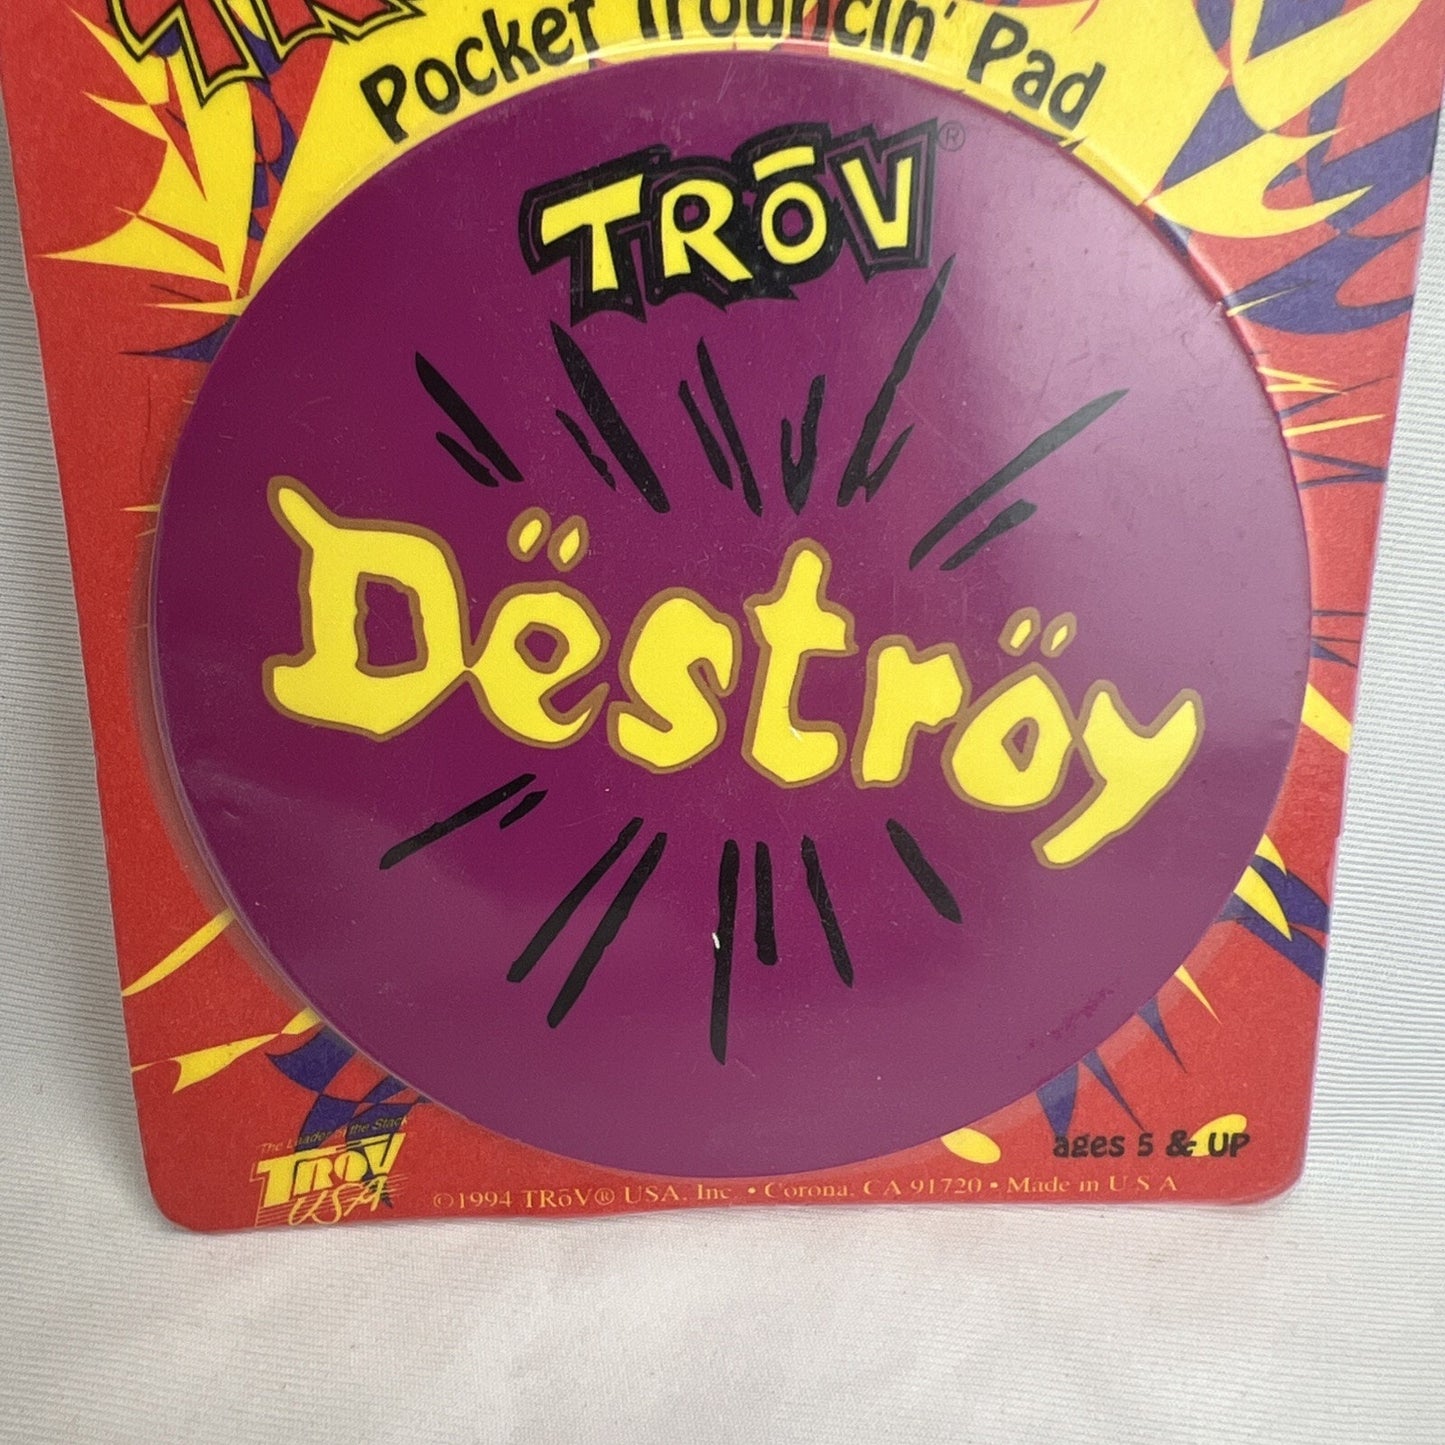 Pocket Trouncin' Pad
TRōV®
Dëströy
ages 5 & UP
The Leader of the Stack
TRōV
USA
©1994 TRōV® USA, Inc. • Corona, CA 91720 • Made in U S A